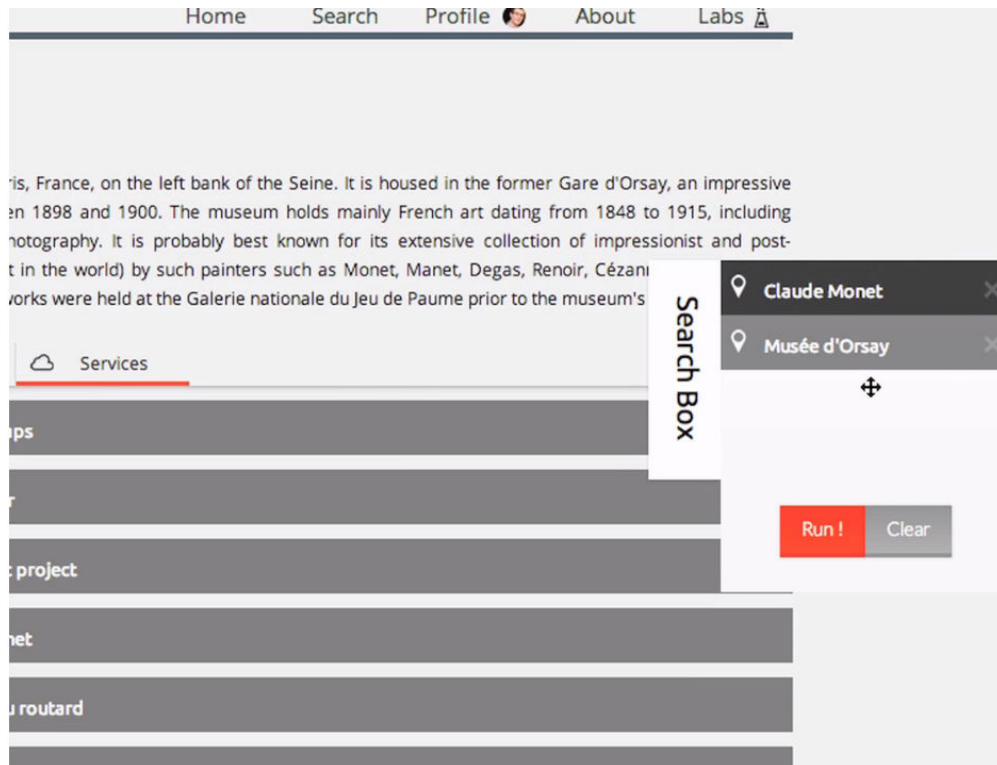 Home Search Profile About Labs
ris, France, on the left bank of the Seine. It is housed in the former Gare d'Orsay, an impressive
en 1898 and 1900. The museum holds mainly French art dating from 1848 to 1915, including
hotography. It is probably best known for its extensive collection of impressionist and post-
t in the world) by such painters such as Monet, Manet, Degas, Renoir, Cézann
works were held at the Galerie nationale du Jeu de Paume prior to the museum's
Services
Search Box
Claude Monet
Musée d'Orsay
Run !
Clear
aps
r
t project
net
u routard